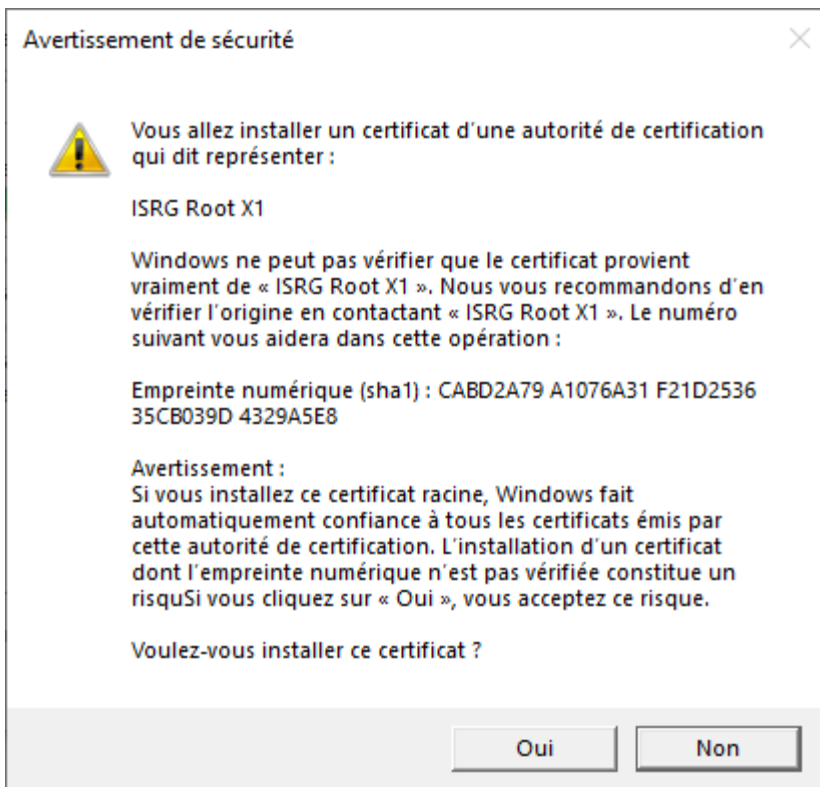 Avertissement de sécurité
Vous allez installer un certificat d'une autorité de certification
qui dit représenter :
ISRG Root X1
Windows ne peut pas vérifier que le certificat provient
vraiment de « ISRG Root X1 ». Nous vous recommandons d'en
vérifier l'origine en contactant « ISRG Root X1 ». Le numéro
suivant vous aidera dans cette opération :
Empreinte numérique (sha1) : CABD2A79 A1076A31 F21D2536
35CB039D 4329A5E8
Avertissement :
Si vous installez ce certificat racine, Windows fait
automatiquement confiance à tous les certificats émis par
cette autorité de certification. L'installation d'un certificat
dont l'empreinte numérique n'est pas vérifiée constitue un
risquSi vous cliquez sur « Oui », vous acceptez ce risque.
Voulez-vous installer ce certificat ?
Oui
Non